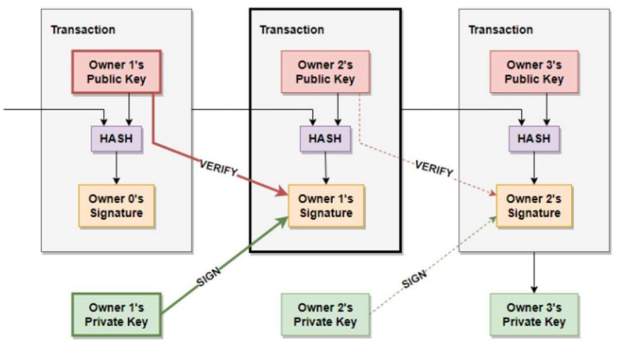 Transaction
Transaction
Transaction
Owner 1's
Public Key
Owner 2's
Public Key
Owner 3's
Public Key
HASH
HASH
HASH
VERIFY
VERIFY
Owner 0's
Signature
Owner 1's
Signature
Owner 2's
Signature
SIGN
SIGN
Owner 1's
Private Key
Owner 2's
Private Key
Owner 3's
Private Key